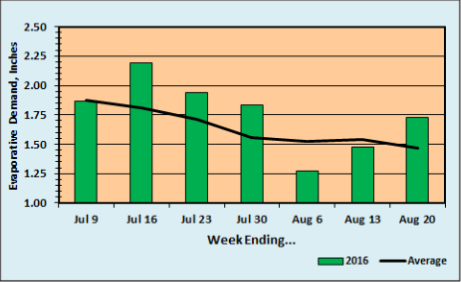 2.50
2.25
2.00
1.75
1.50
1.25
1.00
Evaporative Demand, Inches
Jul 9 Jul 16 Jul 23 Jul 30 Aug 6 Aug 13 Aug 20
Week Ending...
2016 Average